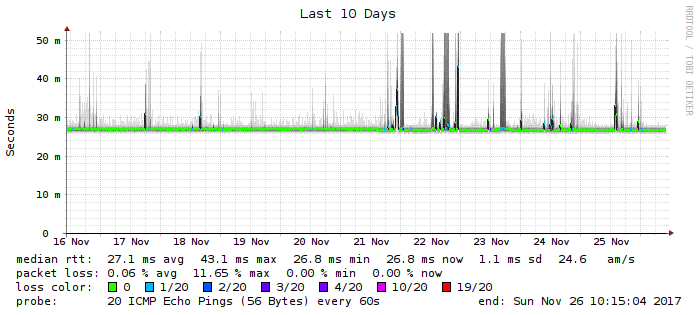 Last 10 Days
RRDTOOL / TOBI OETIKER
Seconds
50 m
40 m
30 m
20 m
10 m
0
16 Nov 17 Nov 18 Nov 19 Nov 20 Nov 21 Nov 22 Nov 23 Nov 24 Nov 25 Nov
median rtt: 27.1 ms avg 43.1 ms max 26.8 ms min 26.8 ms now 1.1 ms sd 24.6 am/s
packet loss: 0.06 % avg 11.65 % max 0.00 % min 0.00 % now
loss color: 0 1/20 2/20 3/20 4/20 10/20 19/20
probe: 20 ICMP Echo Pings (56 Bytes) every 60s end: Sun Nov 26 10:15:04 2017